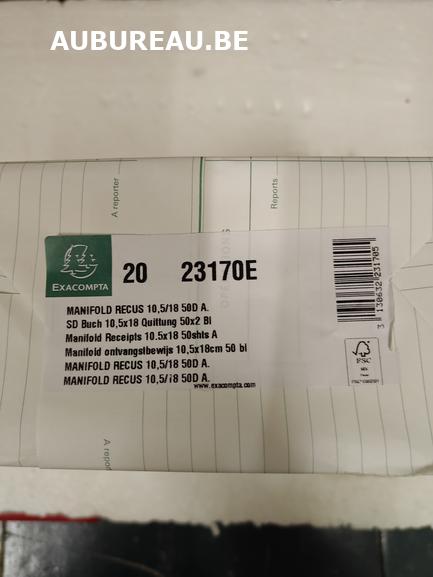 AUBUREAU.BE
A reporter
Reports
EXACOMPTA
20 23170E
MANIFOLD RECUS 10,5/18 50D A.
SD Buch 10,5x18 Quittung 50x2 Bl
Manifold Receipts 10.5x18 50shts A
Manifold ontvangstbewijs 10,5x18cm 50 bl
MANIFOLD RECUS 10,5/18 50D A.
MANIFOLD RECUS 10,5/18 50D A.
www.exacompta.com
3 130632 231705
FSC
A repor